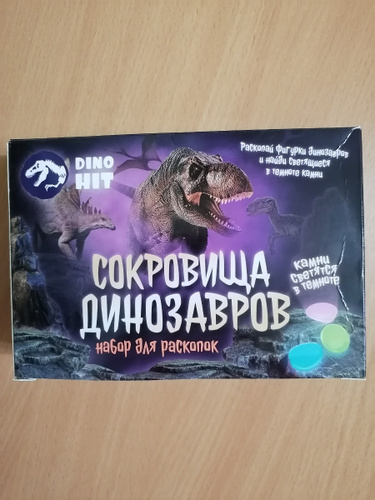 DINO
HIT
Раскопай фигурки динозавров
и найди светящиеся
в темноте камни
СОКРОВИЩА
ДИНОЗАВРОВ
набор для раскопок
камни
светятся
в темноте